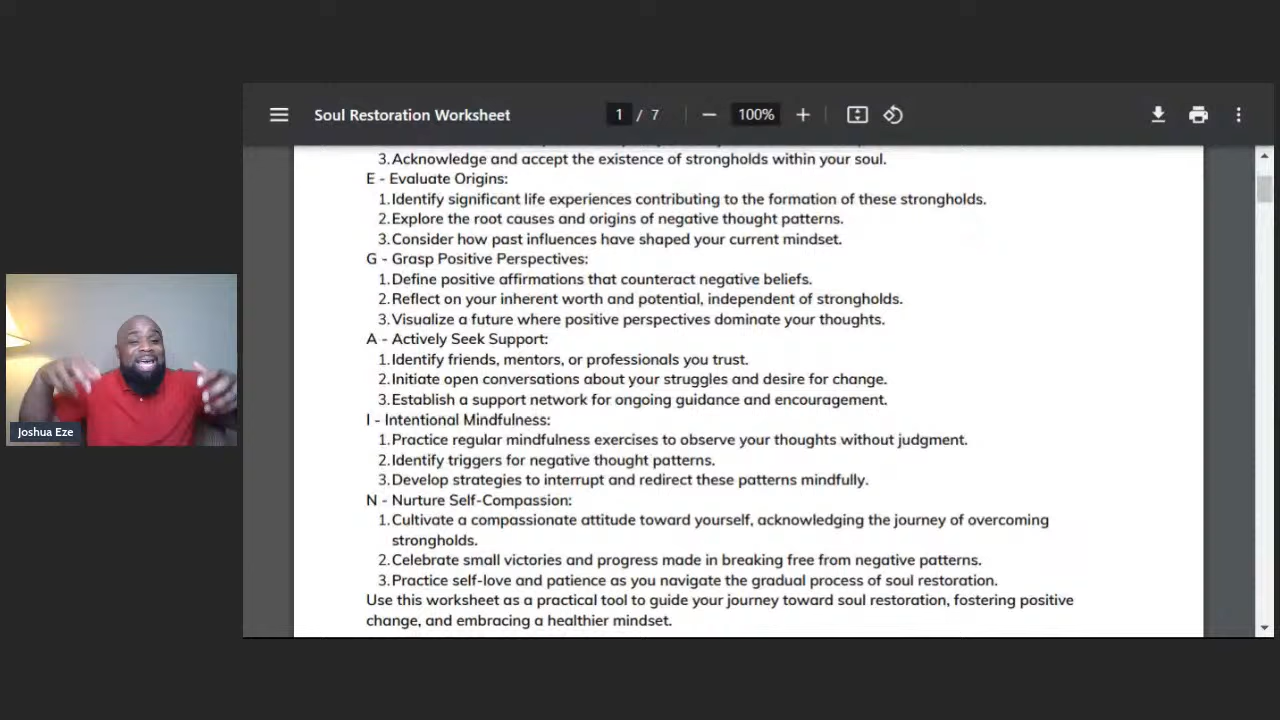 Soul Restoration Worksheet
1 / 7
100%
3.Acknowledge and accept the existence of strongholds within your soul.
E - Evaluate Origins:
1.Identify significant life experiences contributing to the formation of these strongholds.
2.Explore the root causes and origins of negative thought patterns.
3.Consider how past influences have shaped your current mindset.
G - Grasp Positive Perspectives:
1.Define positive affirmations that counteract negative beliefs.
2.Reflect on your inherent worth and potential, independent of strongholds.
3.Visualize a future where positive perspectives dominate your thoughts.
A - Actively Seek Support:
1.Identify friends, mentors, or professionals you trust.
2.Initiate open conversations about your struggles and desire for change.
3.Establish a support network for ongoing guidance and encouragement.
I - Intentional Mindfulness:
1.Practice regular mindfulness exercises to observe your thoughts without judgment.
2.Identify triggers for negative thought patterns.
3.Develop strategies to interrupt and redirect these patterns mindfully.
N - Nurture Self-Compassion:
1.Cultivate a compassionate attitude toward yourself, acknowledging the journey of overcoming
strongholds.
2.Celebrate small victories and progress made in breaking free from negative patterns.
3.Practice self-love and patience as you navigate the gradual process of soul restoration.
Use this worksheet as a practical tool to guide your journey toward soul restoration, fostering positive
change, and embracing a healthier mindset.
Joshua Eze